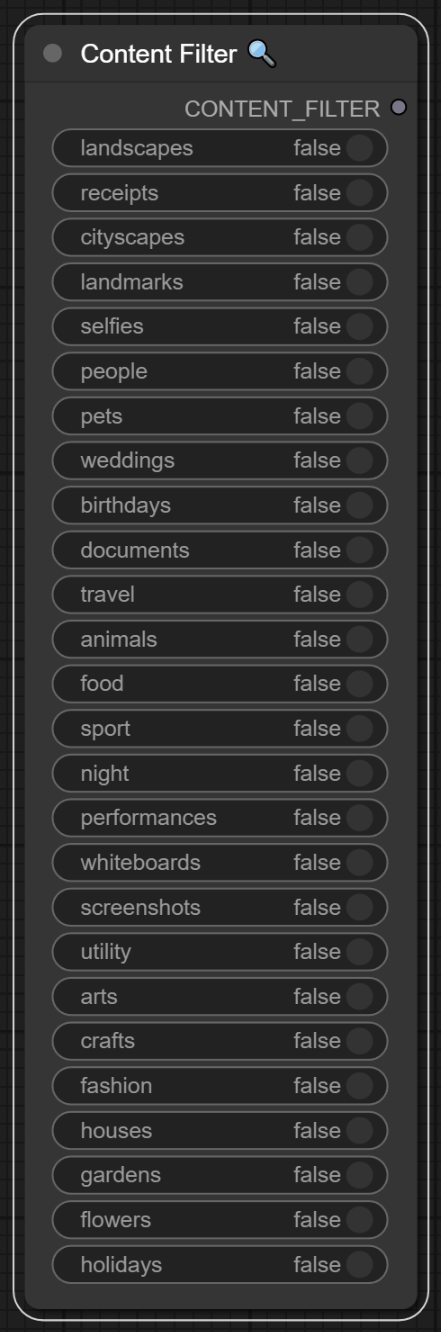 Content Filter 🔍
CONTENT_FILTER
landscapes false
receipts false
cityscapes false
landmarks false
selfies false
people false
pets false
weddings false
birthdays false
documents false
travel false
animals false
food false
sport false
night false
performances false
whiteboards false
screenshots false
utility false
arts false
crafts false
fashion false
houses false
gardens false
flowers false
holidays false